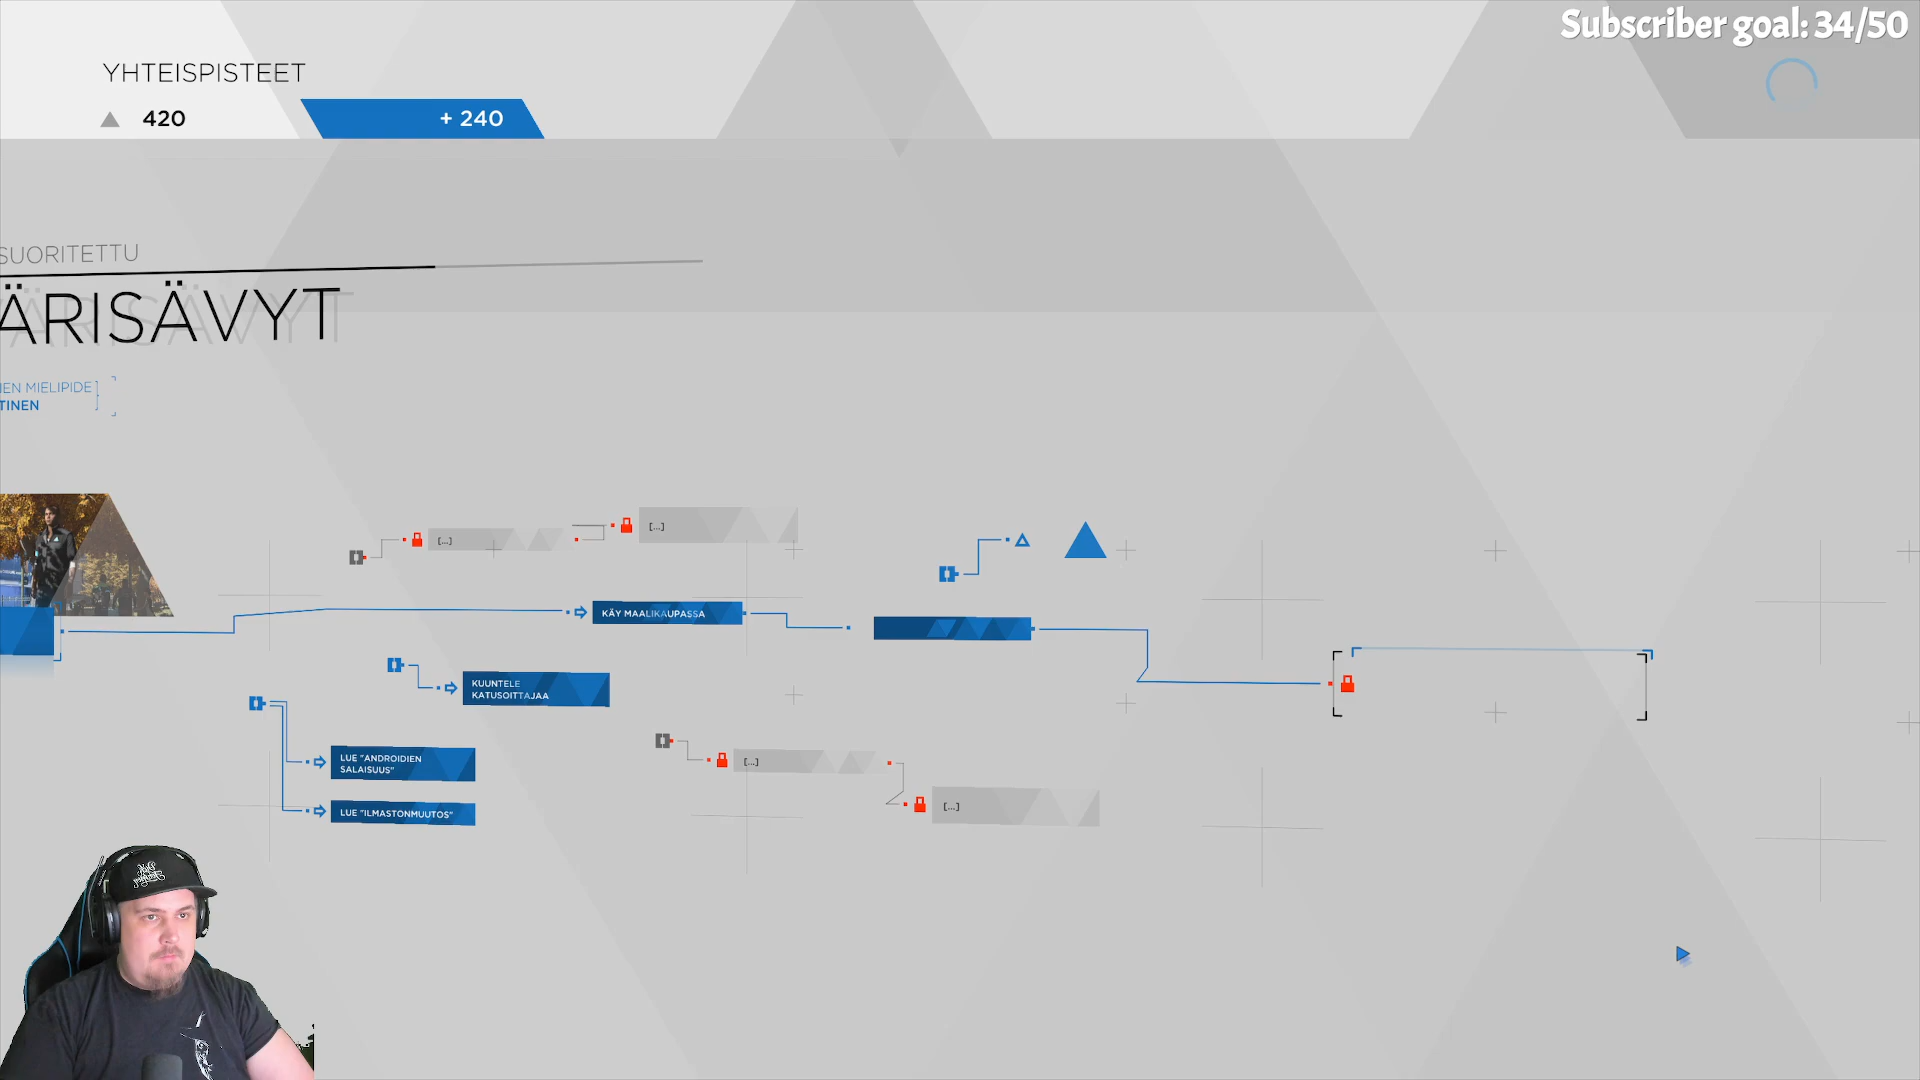 Subscriber goal: 34/50
YHTEISPISTEET
420
+ 240
SUORITETTU
ÄRISÄVYT
IEN MIELIPIDE
TINEN
[...]
[...]
KÄY MAALIKAUPASSA
KUUNTELE
KATUSOITTAJAA
LUE "ANDROIDIEN
SALAISUUS"
LUE "ILMASTONMUUTOS"
[...]
[...]